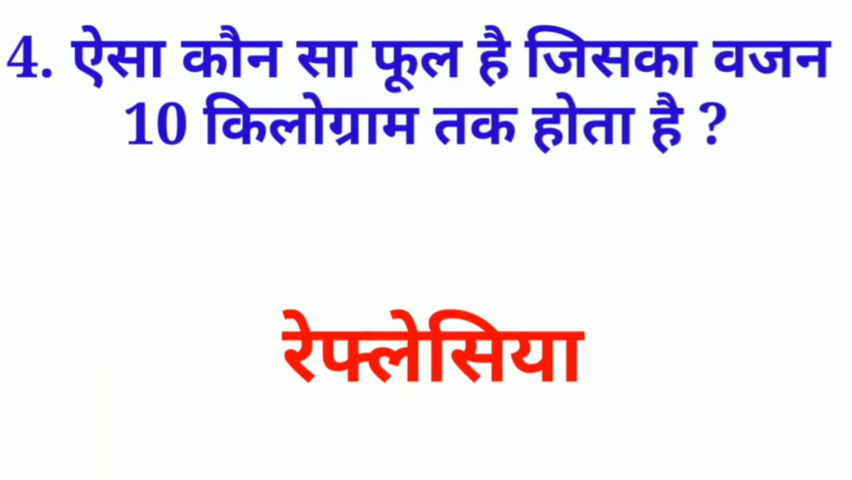 4. ऐसा कौन सा फूल है जिसका वजन
10 किलोग्राम तक होता है ?
रेफ्लेसिया